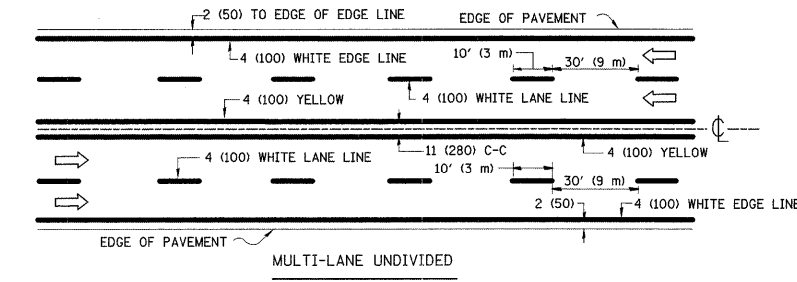 2 (50) TO EDGE OF EDGE LINE
EDGE OF PAVEMENT
4 (100) WHITE EDGE LINE
10' (3 m)
30' (9 m)
4 (100) YELLOW
4 (100) WHITE LANE LINE
4 (100) WHITE LANE LINE
11 (280) C-C
4 (100) YELLOW
10' (3 m)
30' (9 m)
2 (50)
4 (100) WHITE EDGE LINE
EDGE OF PAVEMENT
MULTI-LANE UNDIVIDED